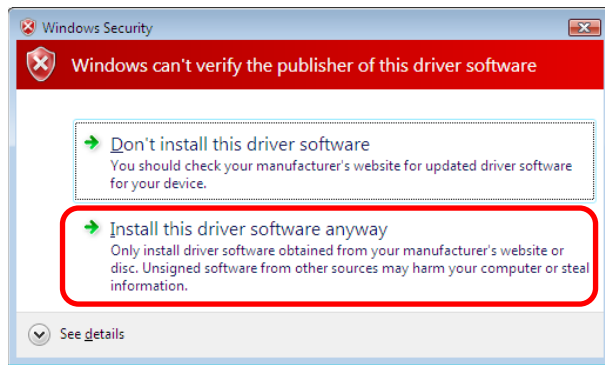 Windows Security
Windows can't verify the publisher of this driver software
Don't install this driver software
You should check your manufacturer's website for updated driver software
for your device.
Install this driver software anyway
Only install driver software obtained from your manufacturer's website or
disc. Unsigned software from other sources may harm your computer or steal
information.
See details